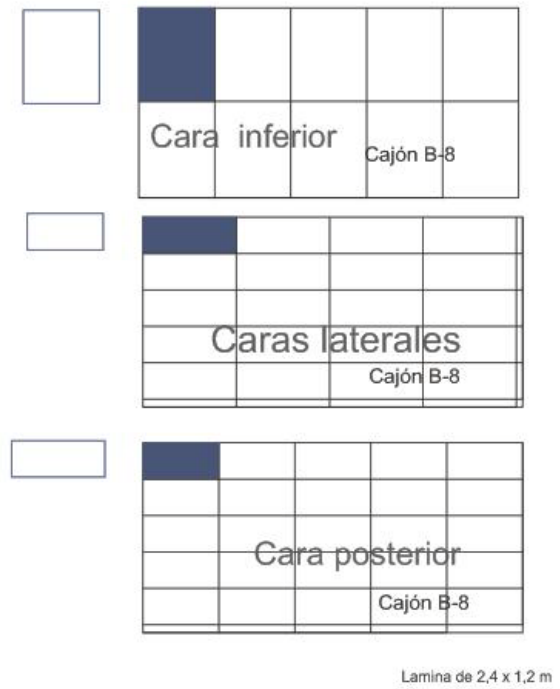 Cara inferior
Cajón B-8
Caras laterales
Cajón B-8
Cara posterior
Cajón B-8
Lamina de 2,4 x 1,2 m